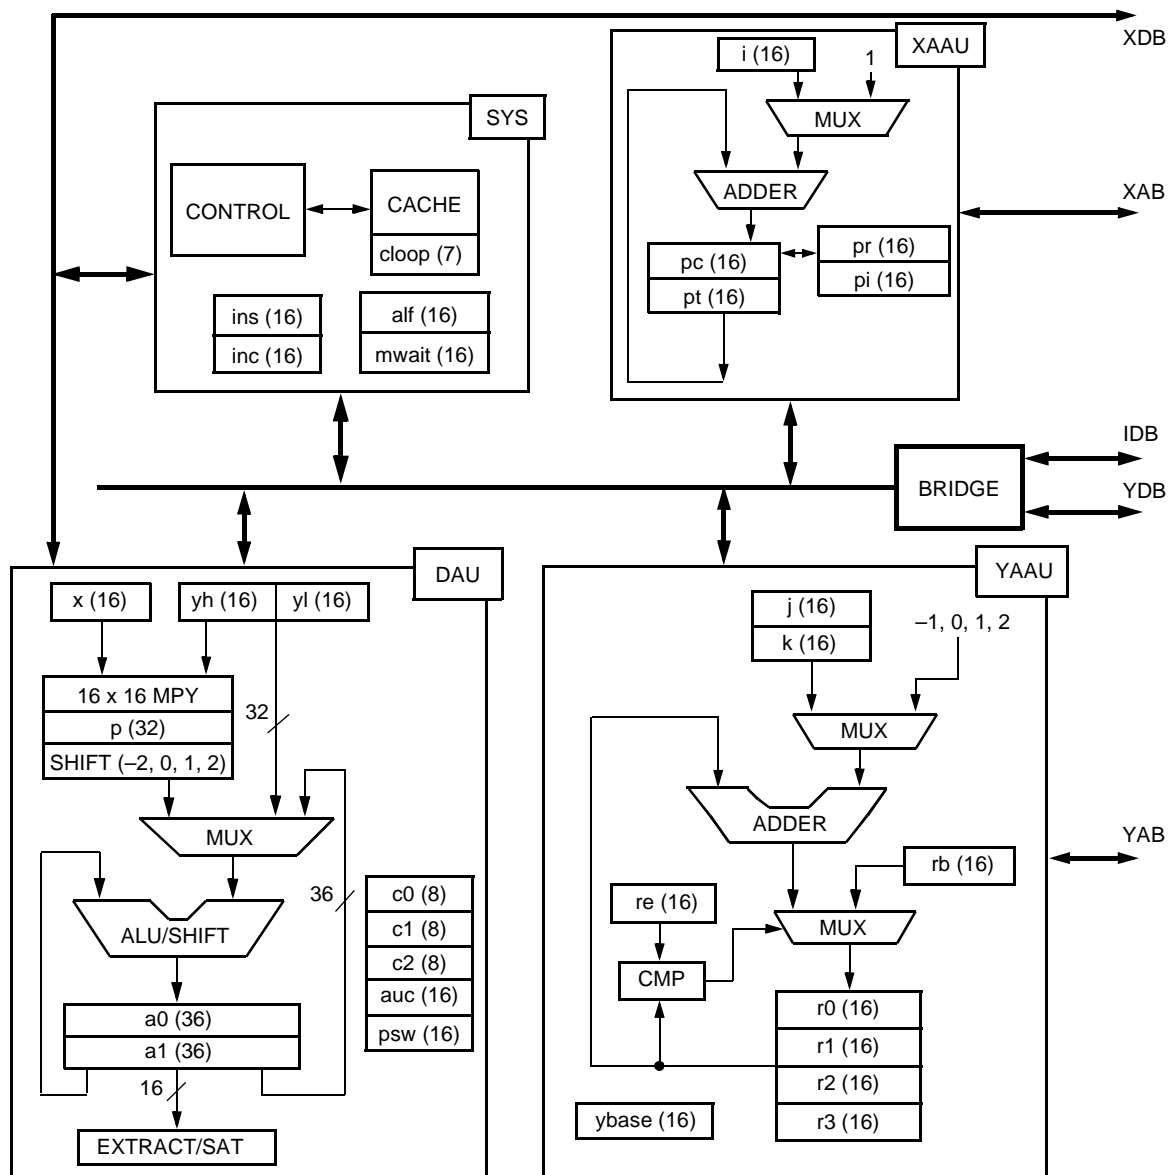 XDB
XAAU
i (16)
1
MUX
ADDER
pc (16)
pt (16)
pr (16)
pi (16)
XAB
SYS
CONTROL
CACHE
cloop (7)
ins (16)
inc (16)
alf (16)
mwait (16)
IDB
BRIDGE
YDB
DAU
x (16)
yh (16)
yl (16)
16 x 16 MPY
p (32)
SHIFT (–2, 0, 1, 2)
32
MUX
ALU/SHIFT
36
a0 (36)
a1 (36)
16
EXTRACT/SAT
c0 (8)
c1 (8)
c2 (8)
auc (16)
psw (16)
YAAU
j (16)
k (16)
–1, 0, 1, 2
MUX
ADDER
YAB
rb (16)
re (16)
MUX
CMP
r0 (16)
r1 (16)
r2 (16)
r3 (16)
ybase (16)